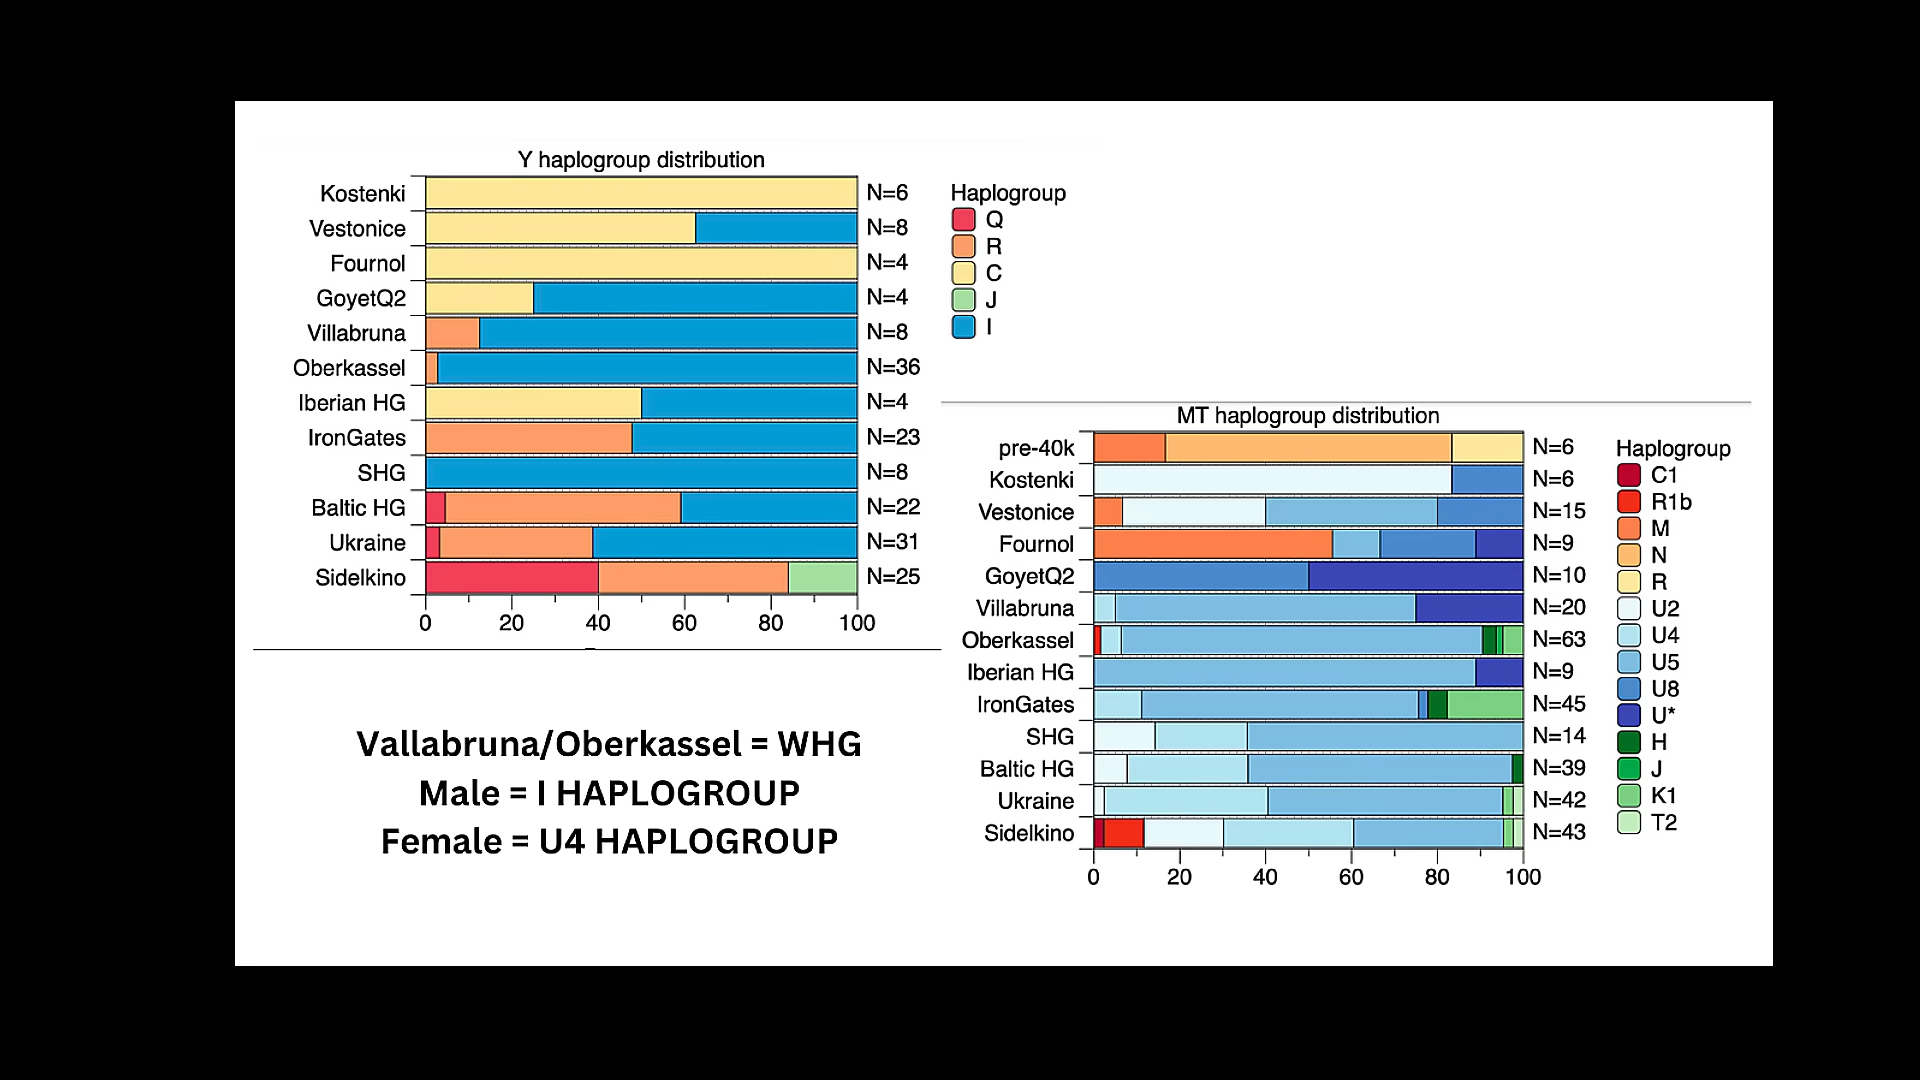 Y haplogroup distribution
Kostenki N=6
Vestonice N=8
Fournol N=4
GoyetQ2 N=4
Villabruna N=8
Oberkassel N=36
Iberian HG N=4
IronGates N=23
SHG N=8
Baltic HG N=22
Ukraine N=31
Sidelkino N=25
0 20 40 60 80 100
Haplogroup
Q
R
C
J
I
MT haplogroup distribution
pre-40k N=6
Kostenki N=6
Vestonice N=15
Fournol N=9
GoyetQ2 N=10
Villabruna N=20
Oberkassel N=63
Iberian HG N=9
IronGates N=45
SHG N=14
Baltic HG N=39
Ukraine N=42
Sidelkino N=43
0 20 40 60 80 100
Haplogroup
C1
R1b
M
N
R
U2
U4
U5
U8
U*
H
J
K1
T2
Vallabruna/Oberkassel = WHG
Male = I HAPLOGROUP
Female = U4 HAPLOGROUP